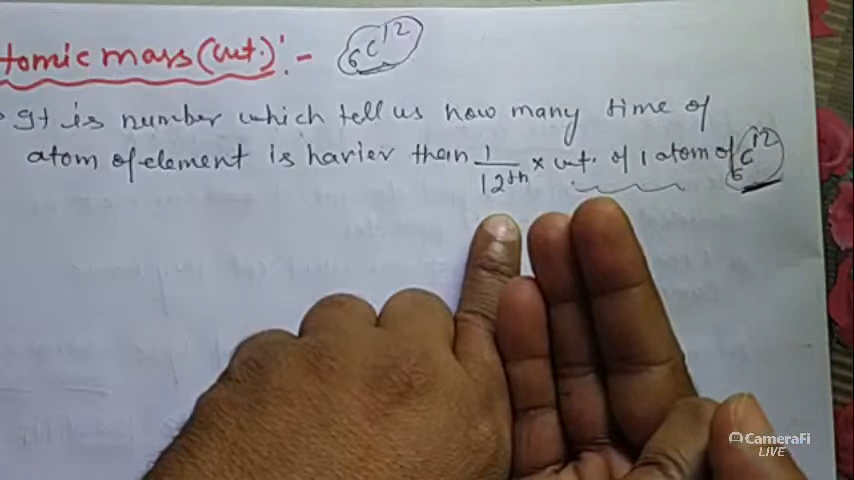 tomic mass (wt.) :- ₆C¹²
It is number which tell us how many time of
atom of element is havier then 1/12th × wt. of 1 atom of ₆C¹²
CameraFi
LIVE